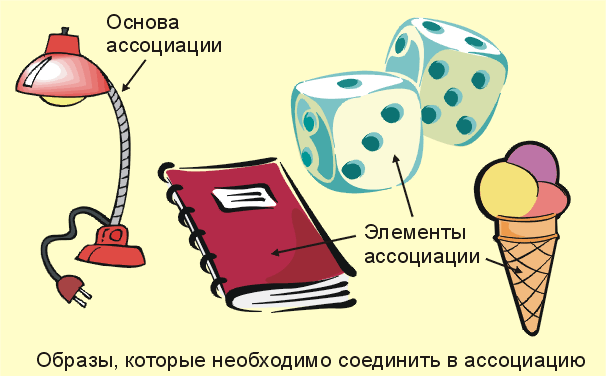 Основа
ассоциации
Элементы
ассоциации
Образы, которые необходимо соединить в ассоциацию